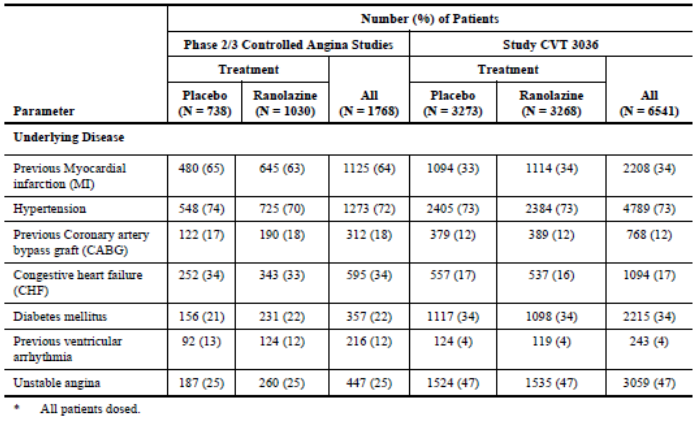 Number (%) of Patients
Phase 2/3 Controlled Angina Studies Study CVT 3036
Treatment Treatment
Parameter Placebo (N = 738) Ranolazine (N = 1030) All (N = 1768) Placebo (N = 3273) Ranolazine (N = 3268) All (N = 6541)
Underlying Disease
Previous Myocardial infarction (MI) 480 (65) 645 (63) 1125 (64) 1094 (33) 1114 (34) 2208 (34)
Hypertension 548 (74) 725 (70) 1273 (72) 2405 (73) 2384 (73) 4789 (73)
Previous Coronary artery bypass graft (CABG) 122 (17) 190 (18) 312 (18) 379 (12) 389 (12) 768 (12)
Congestive heart failure (CHF) 252 (34) 343 (33) 595 (34) 557 (17) 537 (16) 1094 (17)
Diabetes mellitus 156 (21) 231 (22) 357 (22) 1117 (34) 1098 (34) 2215 (34)
Previous ventricular arrhythmia 92 (13) 124 (12) 216 (12) 124 (4) 119 (4) 243 (4)
Unstable angina 187 (25) 260 (25) 447 (25) 1524 (47) 1535 (47) 3059 (47)
* All patients dosed.